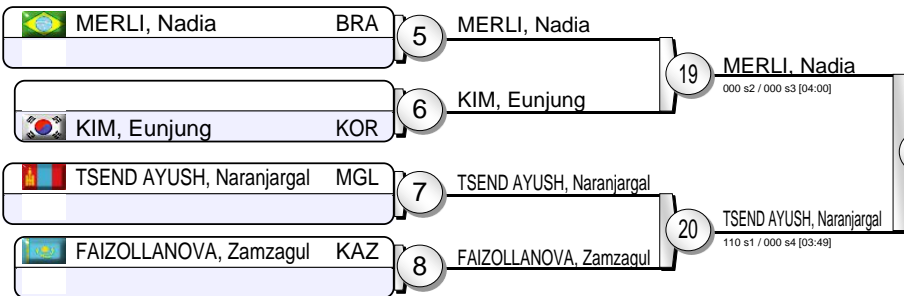 MERLI, Nadia BRA
5
MERLI, Nadia
6
KIM, Eunjung
KIM, Eunjung KOR
19
MERLI, Nadia
000 s2 / 000 s3 [04:00]
TSEND AYUSH, Naranjargal MGL
7
TSEND AYUSH, Naranjargal
FAIZOLLANOVA, Zamzagul KAZ
8
FAIZOLLANOVA, Zamzagul
20
TSEND AYUSH, Naranjargal
110 s1 / 000 s4 [03:49]